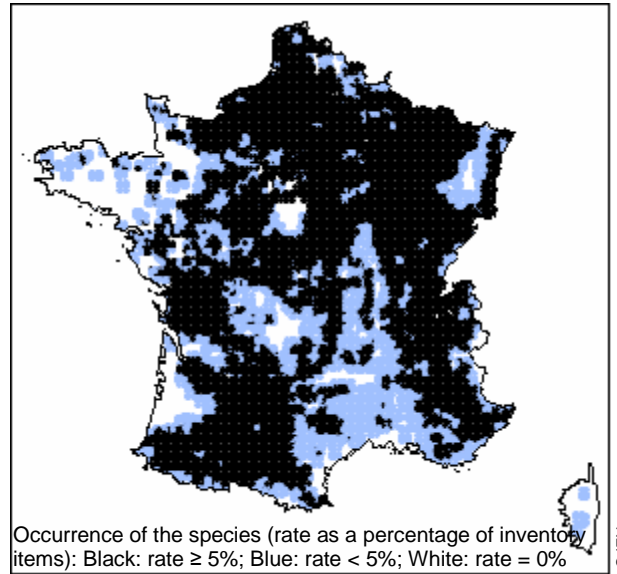 Occurrence of the species (rate as a percentage of inventory
items): Black: rate ≥ 5%; Blue: rate < 5%; White: rate = 0%